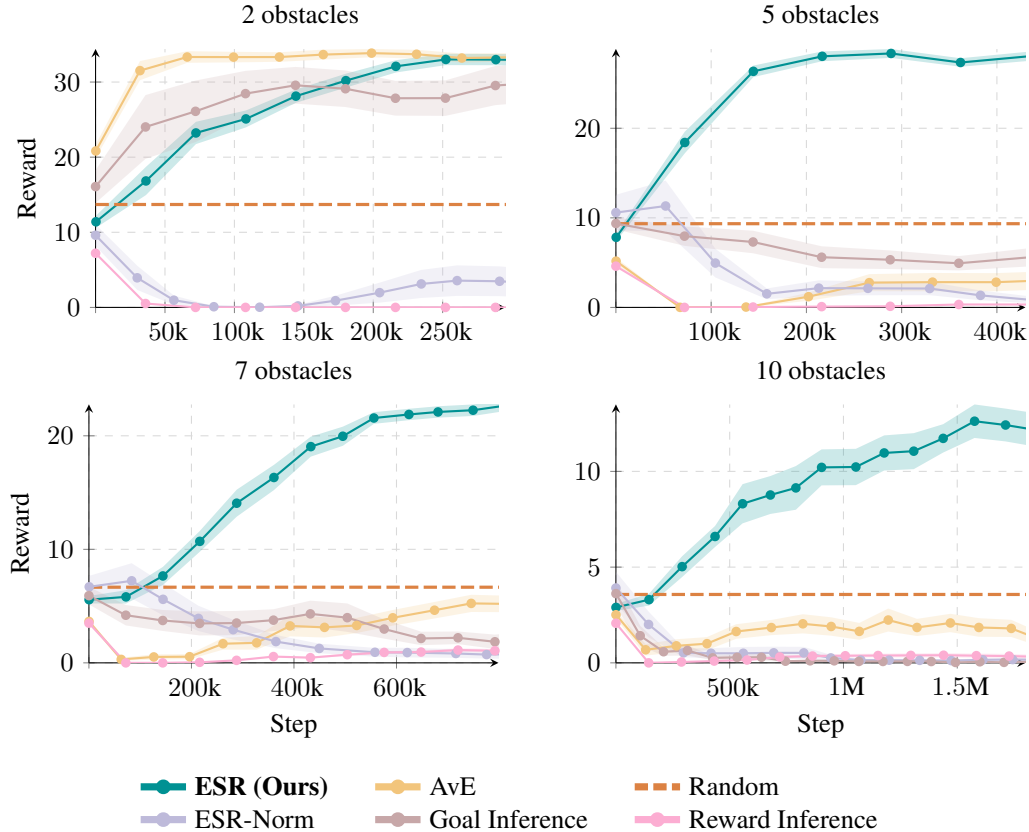 2 obstacles
5 obstacles
Reward
30
20
10
0
50k 100k 150k 200k 250k
20
10
0
100k 200k 300k 400k
7 obstacles
10 obstacles
Reward
20
10
0
200k 400k 600k
Step
10
5
0
500k 1M 1.5M
Step
ESR (Ours) AvE Random
ESR-Norm Goal Inference Reward Inference